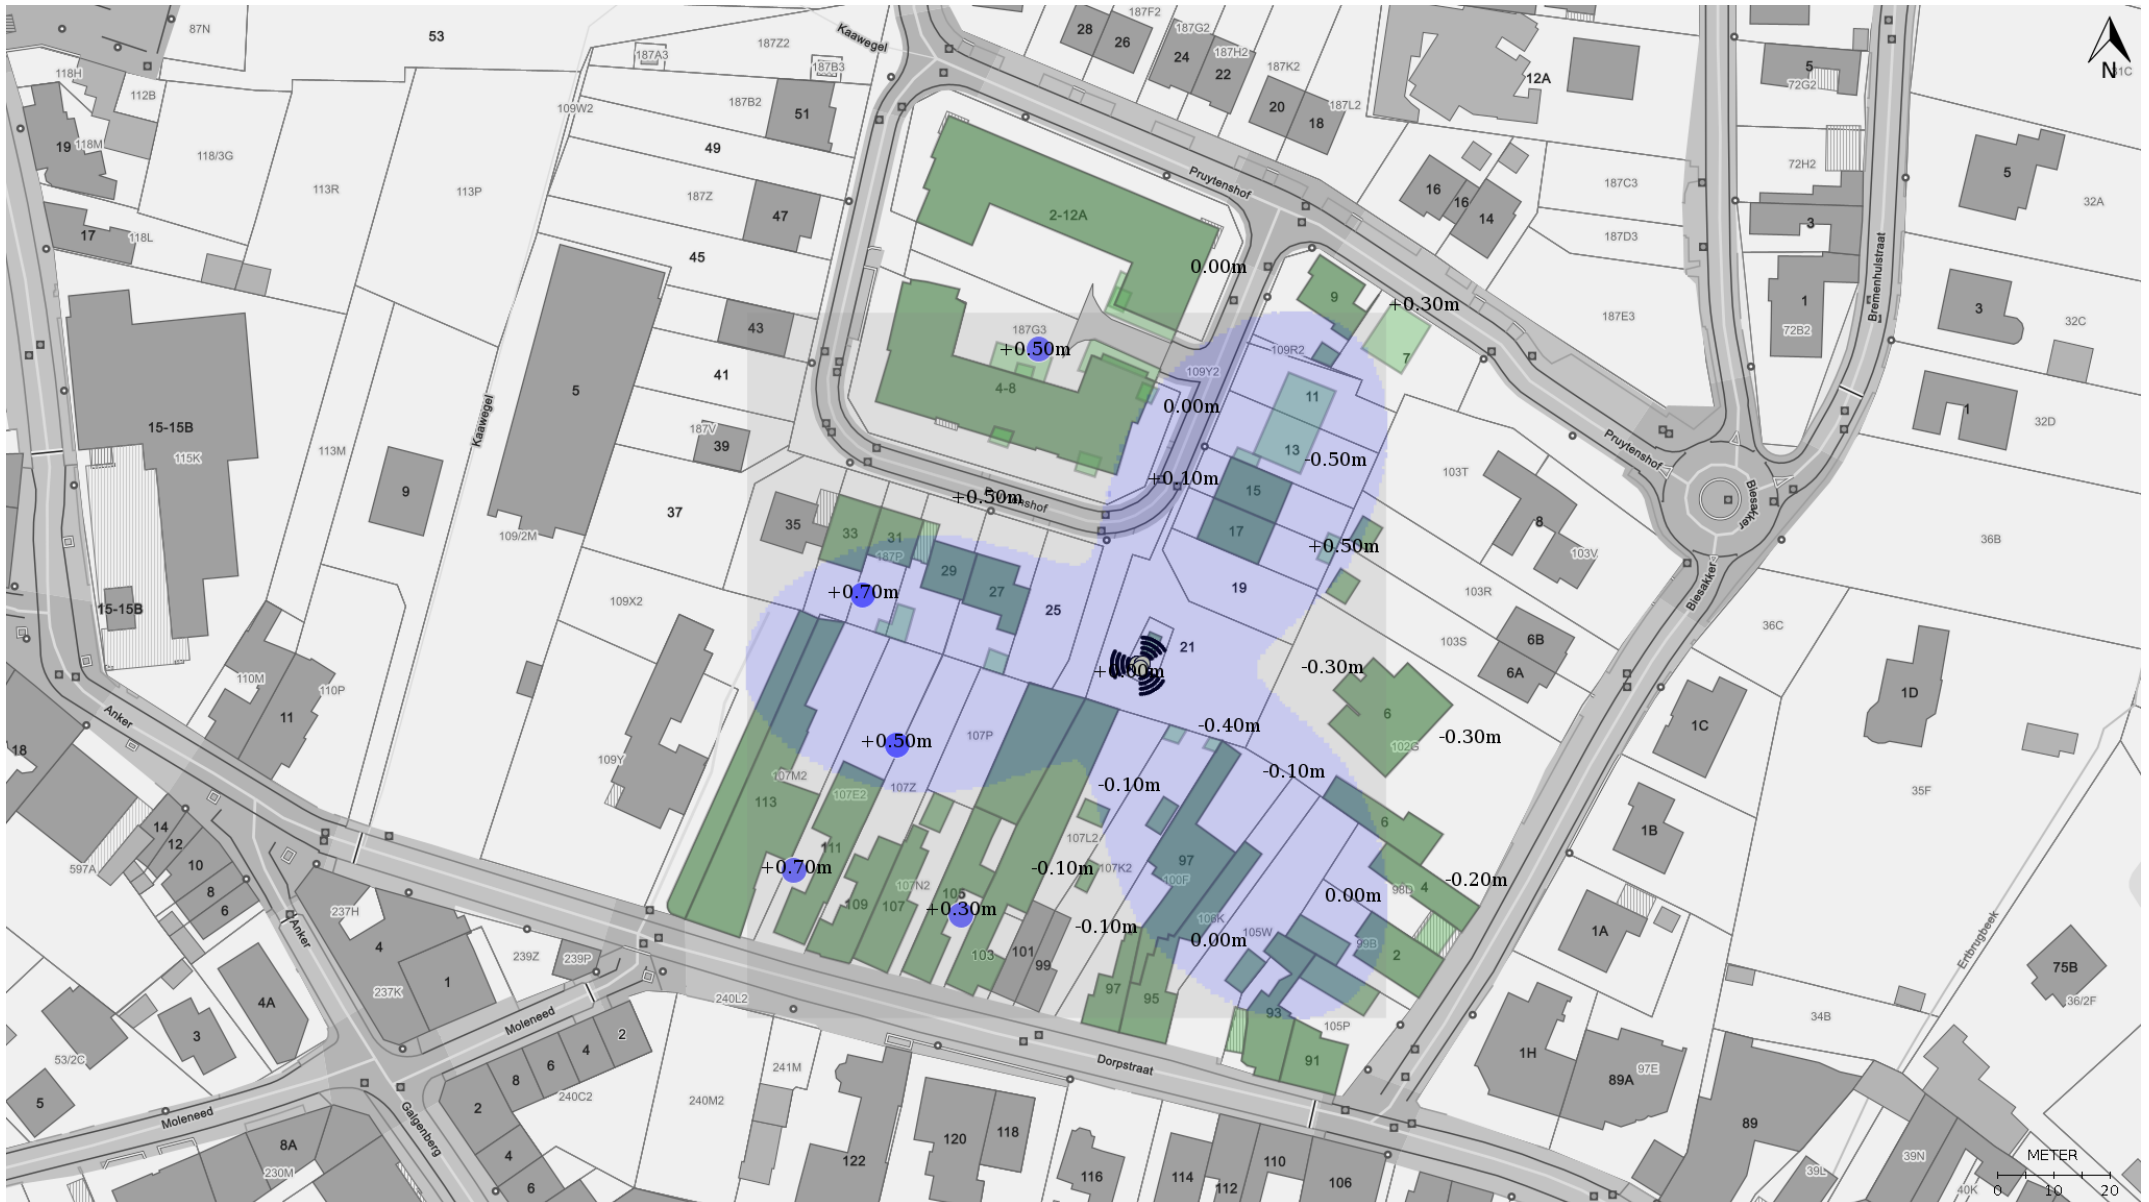 87N
53
187Z2
187A3
187B3
Kaawegel
28
26
187F2
187G2
24
187H2
22
187K2
20
18
187L2
12A
5
72G2
N
118H
112B
19
118M
118/3G
113R
113P
109W2
187B2
51
49
187Z
47
45
43
41
187V
39
37
35
17
118L
Pruytenshof
2-12A
0.00m
16
16
14
187C3
187D3
187E3
72H2
3
1
72B2
Bremenhulstraat
5
32A
3
32C
1
32D
9
+0.30m
7
187G3
+0.50m
4-8
109R2
109Y2
0.00m
11
13
-0.50m
15-15B
115K
113M
5
Kaawegel
9
109/2M
+0.10m
15
17
+0.50m
+0.50m
103T
Pruytenshof
Biesakker
8
103V
36B
33
31
187P
29
27
25
19
+0.70m
15-15B
109X2
21
+0.00m
103R
103S
6B
6A
Biesakker
36C
-0.30m
6
-0.30m
102G
1C
1D
110M
110P
11
Anker
109Y
107P
+0.50m
-0.40m
107M2
107E2
107Z
113
111
-0.10m
-0.10m
6
1B
35F
18
14
12
10
8
6
597A
107L2
107K2
-0.10m
97
100F
+0.70m
109
107
107N2
105
+0.30m
103
101
99
-0.10m
106K
0.00m
105W
0.00m
98D
4
-0.20m
99B
2
1A
Ertbrugbeek
75B
36/2F
237H
4
Anker
4A
237K
1
239Z
239P
240L2
97
95
93
91
105P
34B
3
53/2C
5
Moleneed
2
4
6
8
2
241M
Dorpstraat
1H
97E
89A
89
240C2
240M2
Moleneed
Galgenberg
8A
230M
4
6
122
120
118
116
114
112
110
106
39L
39N
40K
METER
0 10 20